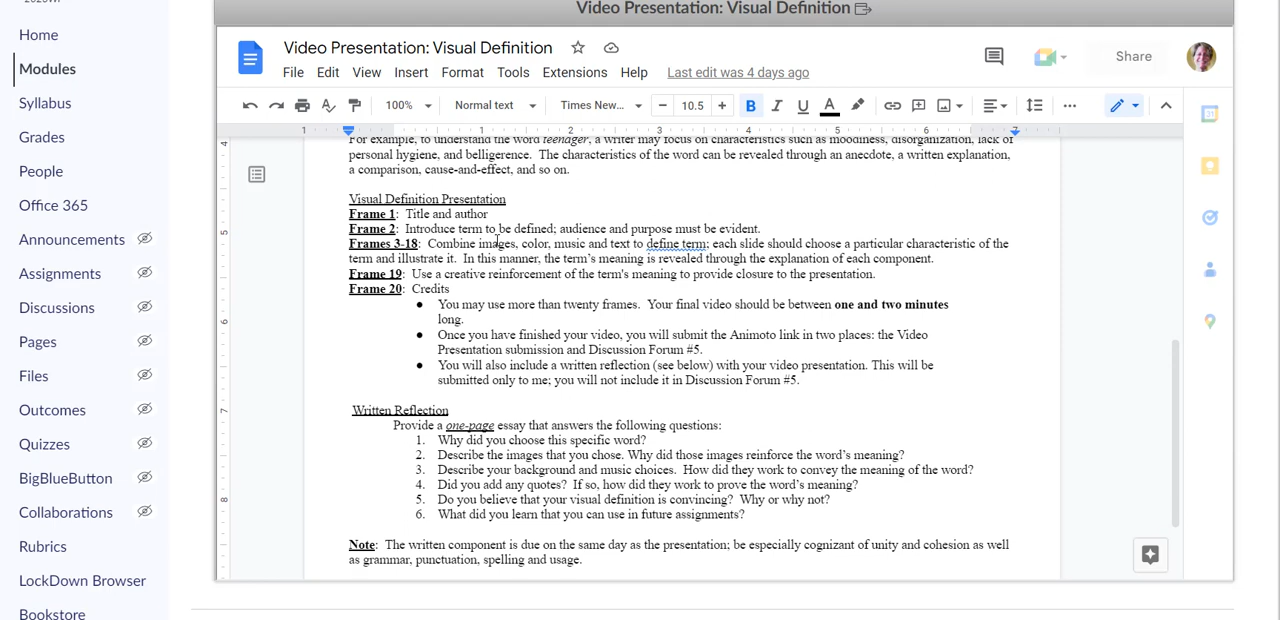 Video Presentation: Visual Definition
Home
Modules
Syllabus
Grades
People
Office 365
Announcements
Assignments
Discussions
Pages
Files
Outcomes
Quizzes
BigBlueButton
Collaborations
Rubrics
LockDown Browser
Bookstore
Video Presentation: Visual Definition
Share
File Edit View Insert Format Tools Extensions Help Last edit was 4 days ago
100% Normal text Times New... − 10.5 + B I U A
1 1 2 3 4 5 6 7
For example, to understand the word teenager, a writer may focus on characteristics such as moodiness, disorganization, lack of
personal hygiene, and belligerence. The characteristics of the word can be revealed through an anecdote, a written explanation,
a comparison, cause-and-effect, and so on.
Visual Definition Presentation
Frame 1: Title and author
Frame 2: Introduce term to be defined; audience and purpose must be evident.
Frames 3-18: Combine images, color, music and text to define term; each slide should choose a particular characteristic of the
term and illustrate it. In this manner, the term's meaning is revealed through the explanation of each component.
Frame 19: Use a creative reinforcement of the term's meaning to provide closure to the presentation.
Frame 20: Credits
● You may use more than twenty frames. Your final video should be between one and two minutes
long.
● Once you have finished your video, you will submit the Animoto link in two places: the Video
Presentation submission and Discussion Forum #5.
● You will also include a written reflection (see below) with your video presentation. This will be
submitted only to me; you will not include it in Discussion Forum #5.
Written Reflection
Provide a one-page essay that answers the following questions:
1. Why did you choose this specific word?
2. Describe the images that you chose. Why did those images reinforce the word's meaning?
3. Describe your background and music choices. How did they work to convey the meaning of the word?
4. Did you add any quotes? If so, how did they work to prove the word's meaning?
5. Do you believe that your visual definition is convincing? Why or why not?
6. What did you learn that you can use in future assignments?
Note: The written component is due on the same day as the presentation; be especially cognizant of unity and cohesion as well
as grammar, punctuation, spelling and usage.